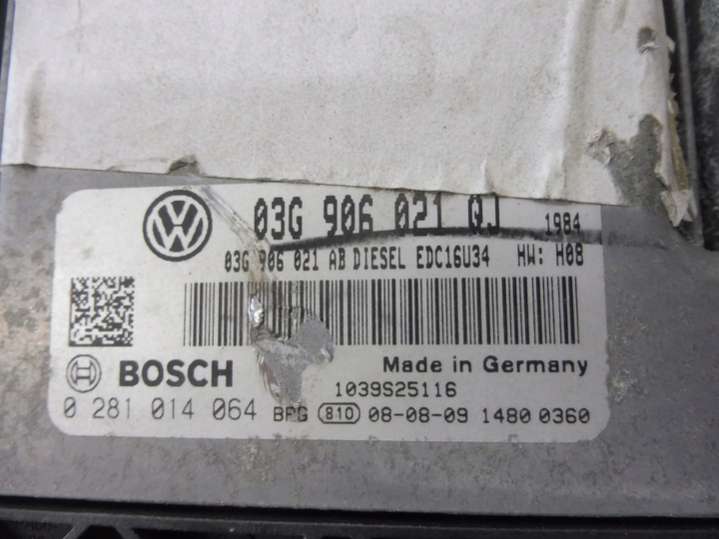 03G 906 021 QJ 1984
03G 906 021 AB DIESEL EDC16U34 HW: H08
BOSCH Made in Germany
1039S25116
0 281 014 064 BPG 810 08-08-09 1480 0360